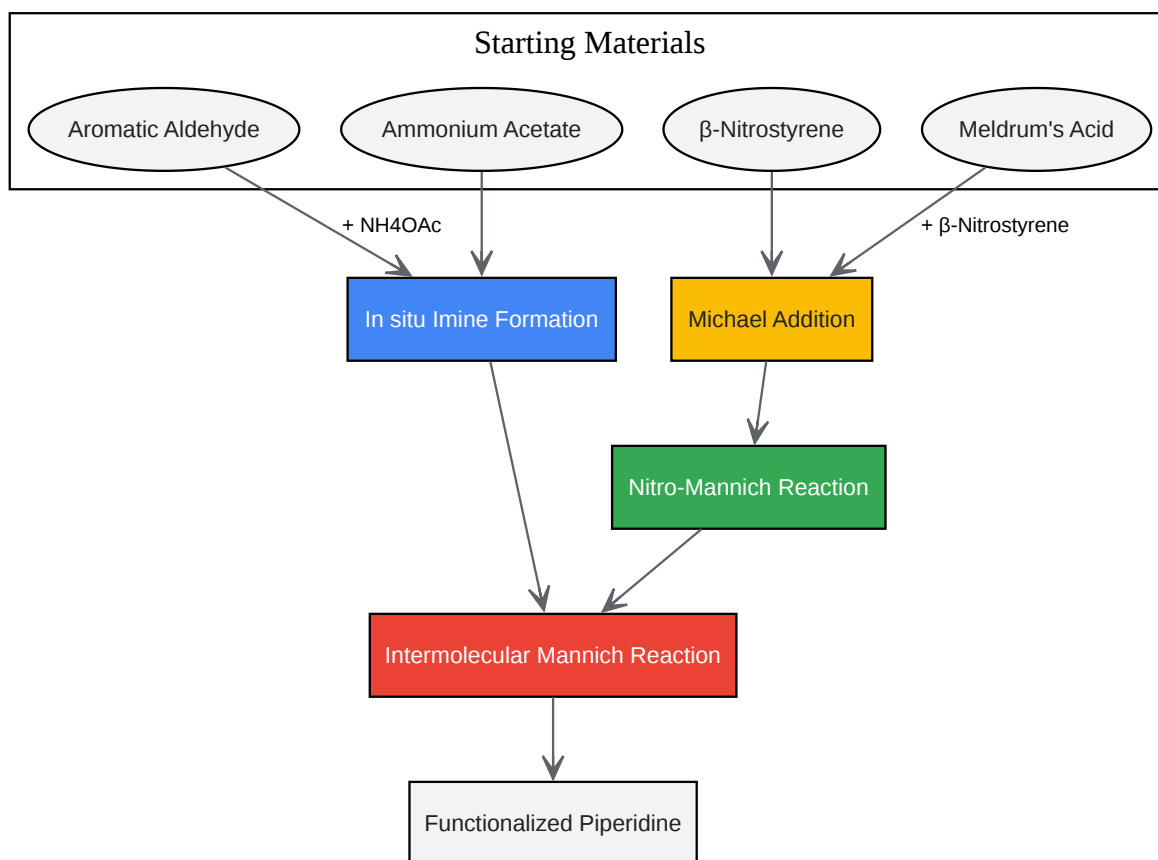 Starting Materials
Aromatic Aldehyde
Ammonium Acetate
β-Nitrostyrene
Meldrum's Acid
+ NH4OAc
+ β-Nitrostyrene
In situ Imine Formation
Michael Addition
Nitro-Mannich Reaction
Intermolecular Mannich Reaction
Functionalized Piperidine